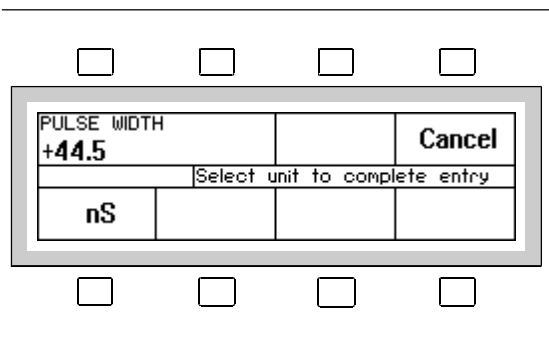 PULSE WIDTH
+44.5
Cancel
Select unit to complete entry
nS